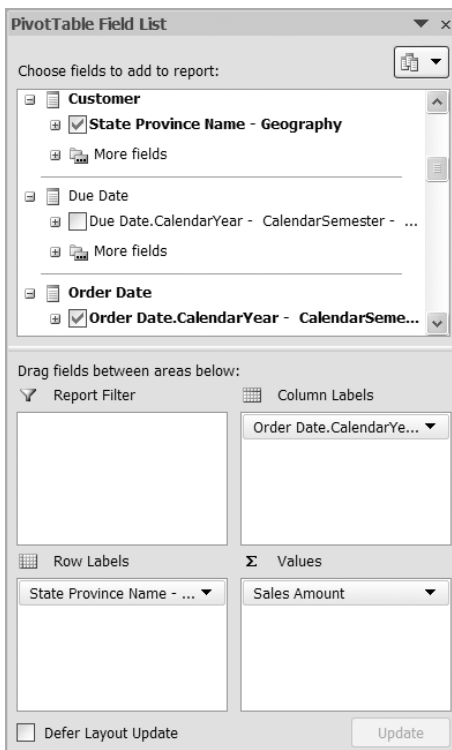 PivotTable Field List
Choose fields to add to report:
Customer
State Province Name - Geography
More fields
Due Date
Due Date.CalendarYear - CalendarSemester - ...
More fields
Order Date
Order Date.CalendarYear - CalendarSeme...
Drag fields between areas below:
Report Filter
Column Labels
Order Date.CalendarYe...
Row Labels
Σ Values
State Province Name - ...
Sales Amount
Defer Layout Update
Update